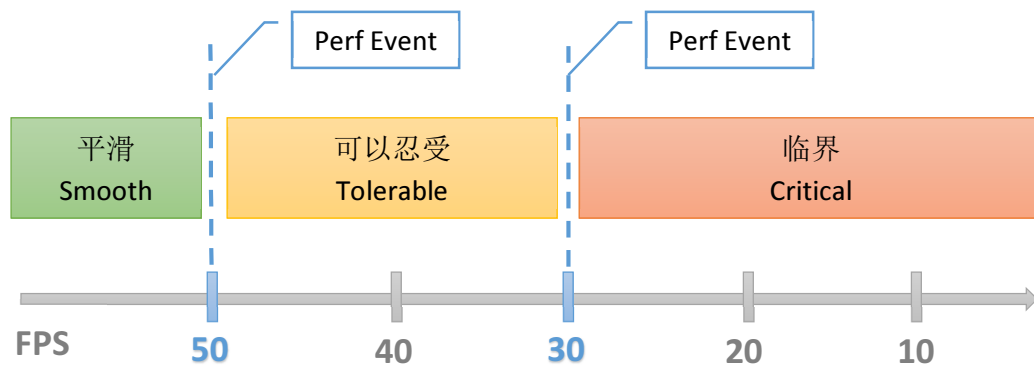 Perf Event
Perf Event
平滑
Smooth
可以忍受
Tolerable
临界
Critical
FPS
50
40
30
20
10